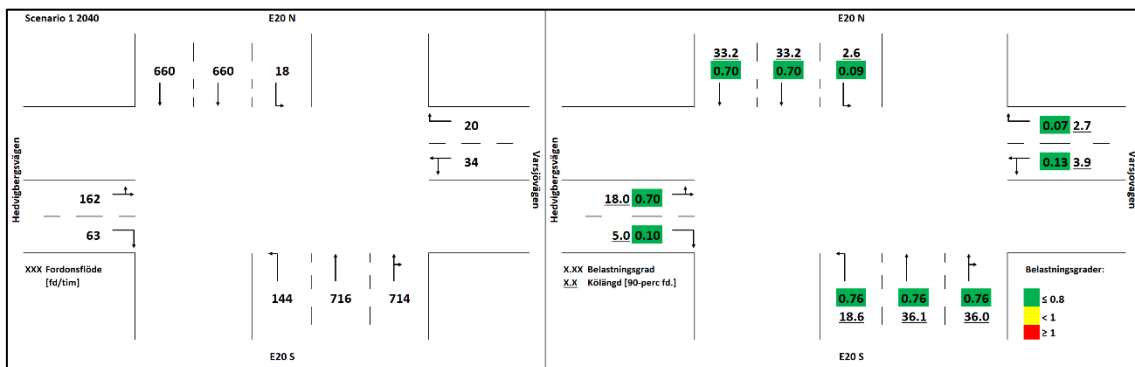 Scenario 1 2040
E20 N
660 660 18
20
34
Hedvigbergsvägen
Varsjövägen
162
63
XXX Fordonsflöde
[fd/tim]
144 716 714
E20 S
E20 N
33.2 33.2 2.6
0.70 0.70 0.09
0.07 2.7
0.13 3.9
Hedvigbergsvägen
Varsjövägen
18.0 0.70
5.0 0.10
X.XX Belastningsgrad
X.X Kölängd [90-perc fd.]
0.76 0.76 0.76
18.6 36.1 36.0
Belastningsgrader:
≤ 0.8
< 1
≥ 1
E20 S